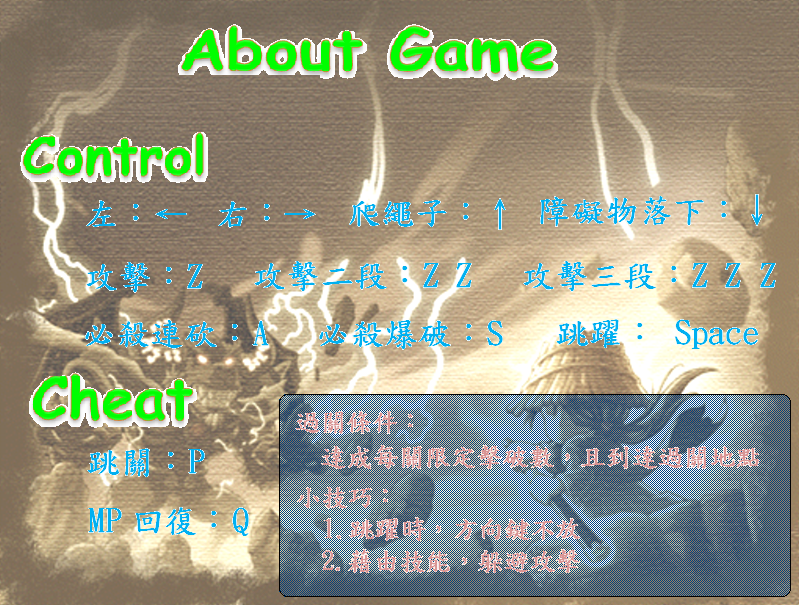 About Game
Control
左：← 右：→ 爬繩子：↑ 障礙物落下：↓
攻擊：Z 攻擊二段：Z Z 攻擊三段：Z Z Z
必殺連砍：A 必殺爆破：S 跳躍： Space
Cheat
跳關：P
MP 回復：Q
過關條件：
達成每關限定擊破數，且到達過關地點
小技巧：
1.跳躍時，方向鍵不放
2.藉由技能，躲避攻擊